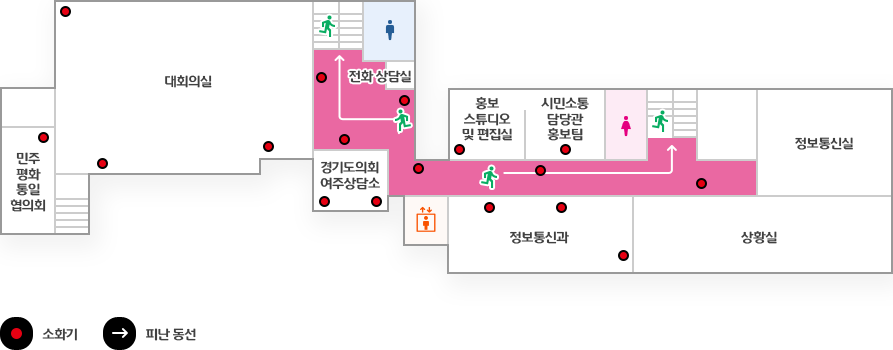 대회의실
전화 상담실
홍보
스튜디오
및 편집실
시민소통
담당관
홍보팀
정보통신실
민주
평화
통일
협의회
경기도의회
여주상담소
정보통신과
상황실
소화기
피난 동선